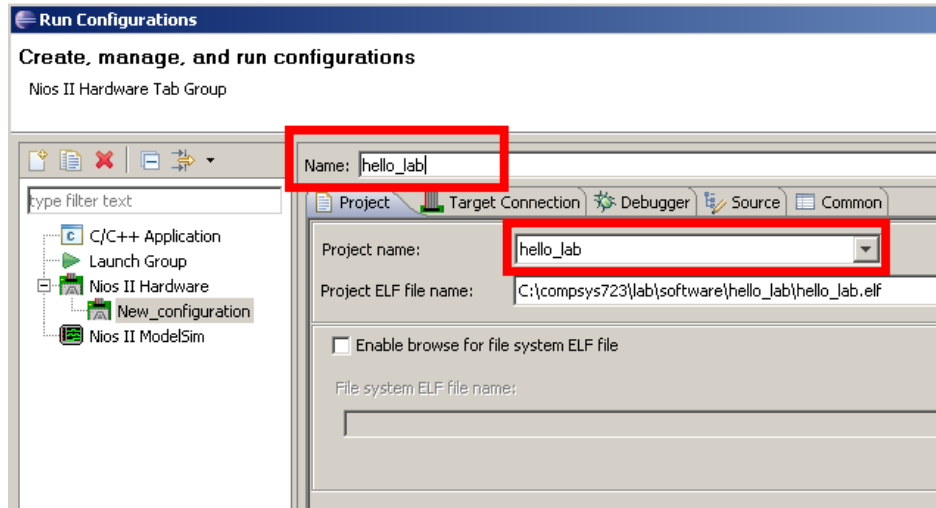 Run Configurations
Create, manage, and run configurations
Nios II Hardware Tab Group
Name: hello_lab
type filter text
Project Target Connection Debugger Source Common
C/C++ Application
Launch Group
Nios II Hardware
New_configuration
Nios II ModelSim
Project name: hello_lab
Project ELF file name: C:\compsys723\lab\software\hello_lab\hello_lab.elf
Enable browse for file system ELF file
File system ELF file name: